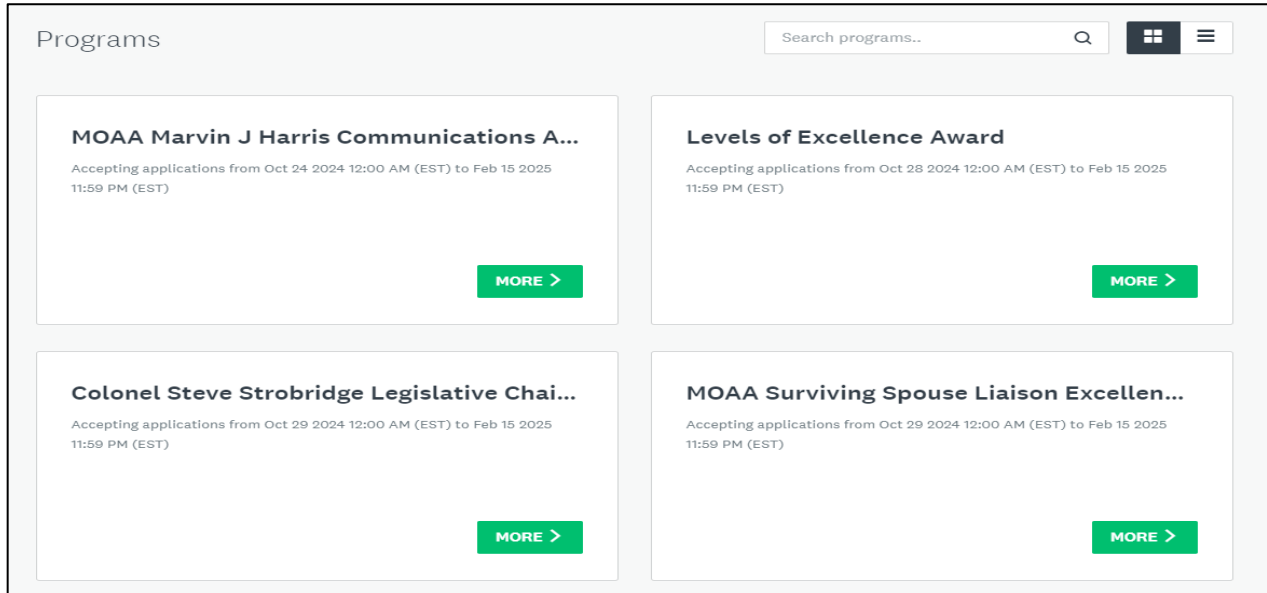 Programs
Search programs..
MOAA Marvin J Harris Communications A...
Accepting applications from Oct 24 2024 12:00 AM (EST) to Feb 15 2025
11:59 PM (EST)
MORE >
Levels of Excellence Award
Accepting applications from Oct 28 2024 12:00 AM (EST) to Feb 15 2025
11:59 PM (EST)
MORE >
Colonel Steve Strobridge Legislative Chai...
Accepting applications from Oct 29 2024 12:00 AM (EST) to Feb 15 2025
11:59 PM (EST)
MORE >
MOAA Surviving Spouse Liaison Excellen...
Accepting applications from Oct 29 2024 12:00 AM (EST) to Feb 15 2025
11:59 PM (EST)
MORE >